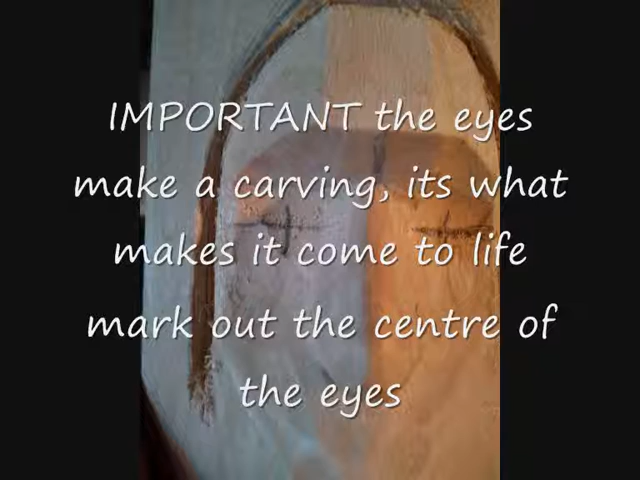 IMPORTANT the eyes
make a carving, its what
makes it come to life
mark out the centre of
the eyes